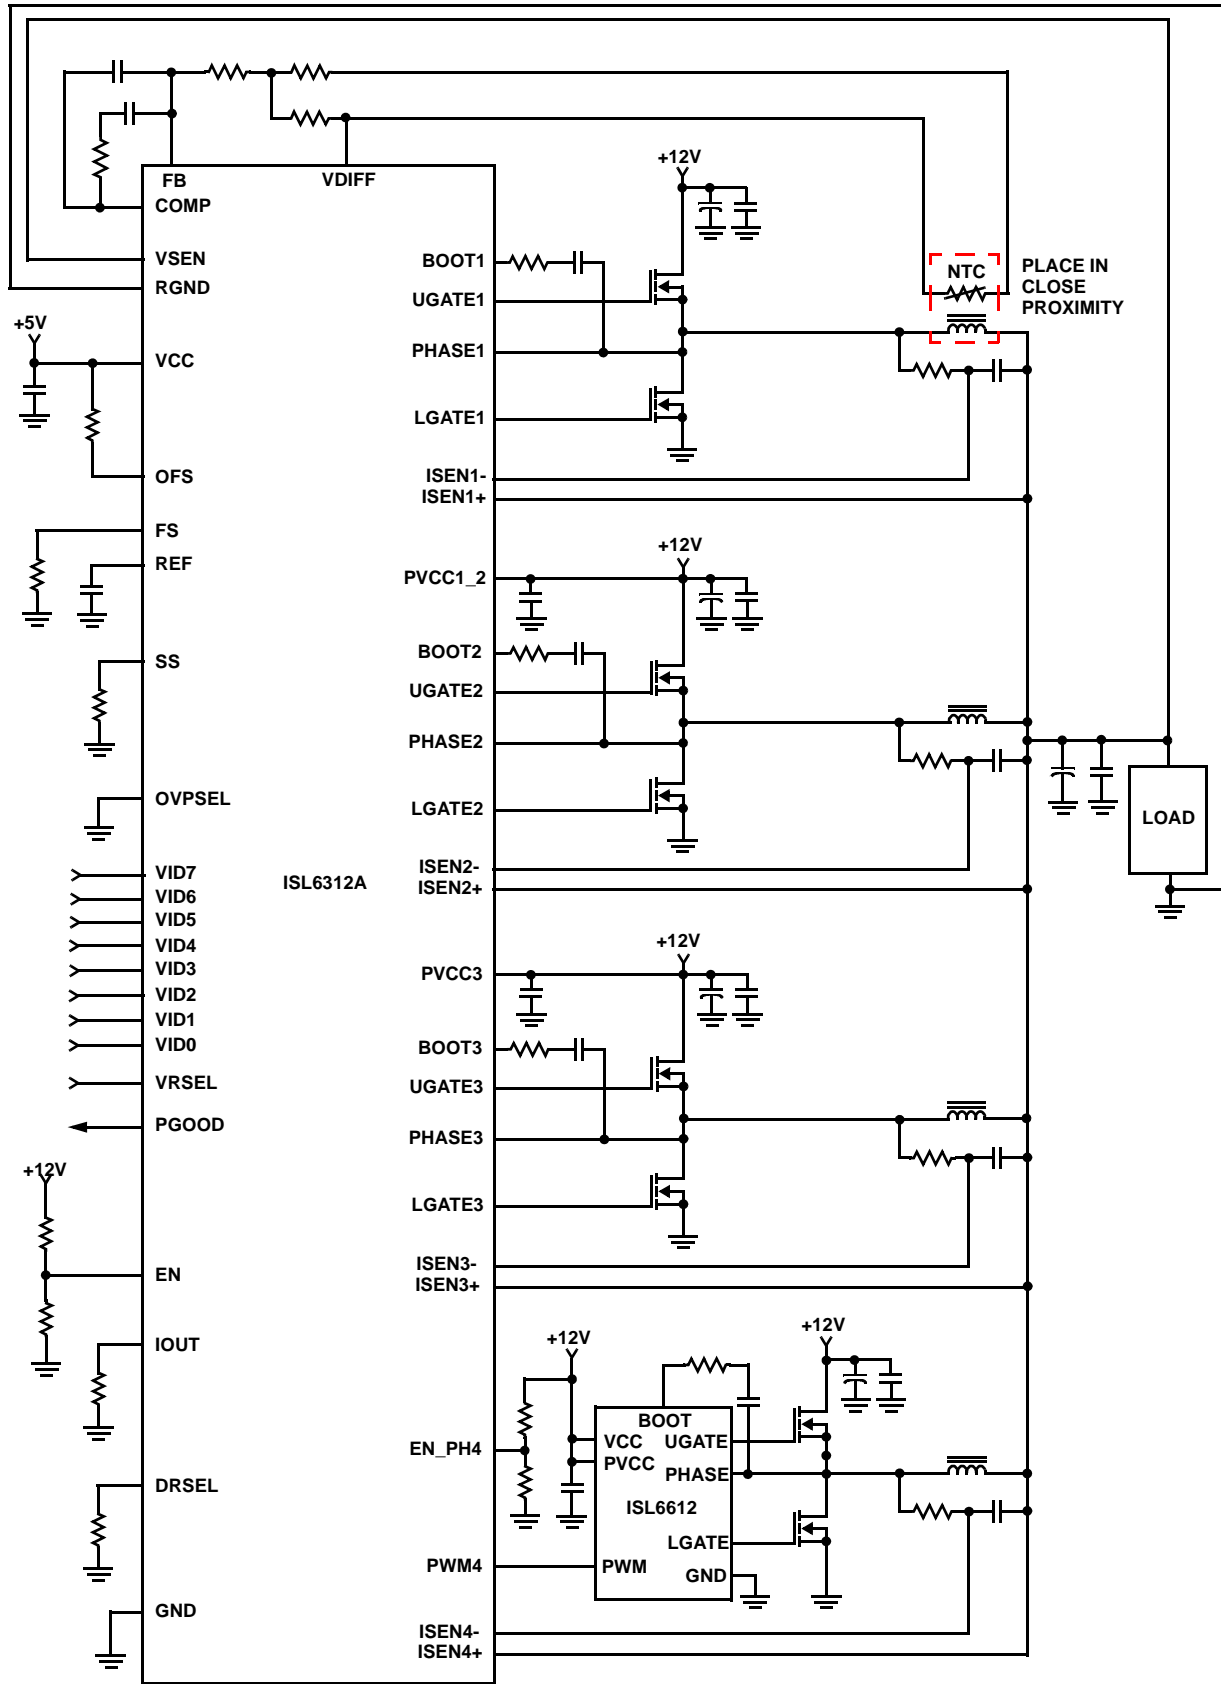 FB
VDIFF
COMP
VSEN
RGND
+5V
VCC
OFS
FS
REF
SS
OVPSEL
VID7
VID6
VID5
VID4
VID3
VID2
VID1
VID0
VRSEL
PGOOD
+12V
EN
IOUT
DRSEL
GND
ISL6312A
+12V
BOOT1
UGATE1
PHASE1
LGATE1
ISEN1-
ISEN1+
NTC
PLACE IN
CLOSE
PROXIMITY
+12V
PVCC1_2
BOOT2
UGATE2
PHASE2
LGATE2
ISEN2-
ISEN2+
LOAD
+12V
PVCC3
BOOT3
UGATE3
PHASE3
LGATE3
ISEN3-
ISEN3+
+12V
+12V
EN_PH4
BOOT
VCC
UGATE
PVCC
PHASE
ISL6612
LGATE
PWM4
PWM
GND
ISEN4-
ISEN4+